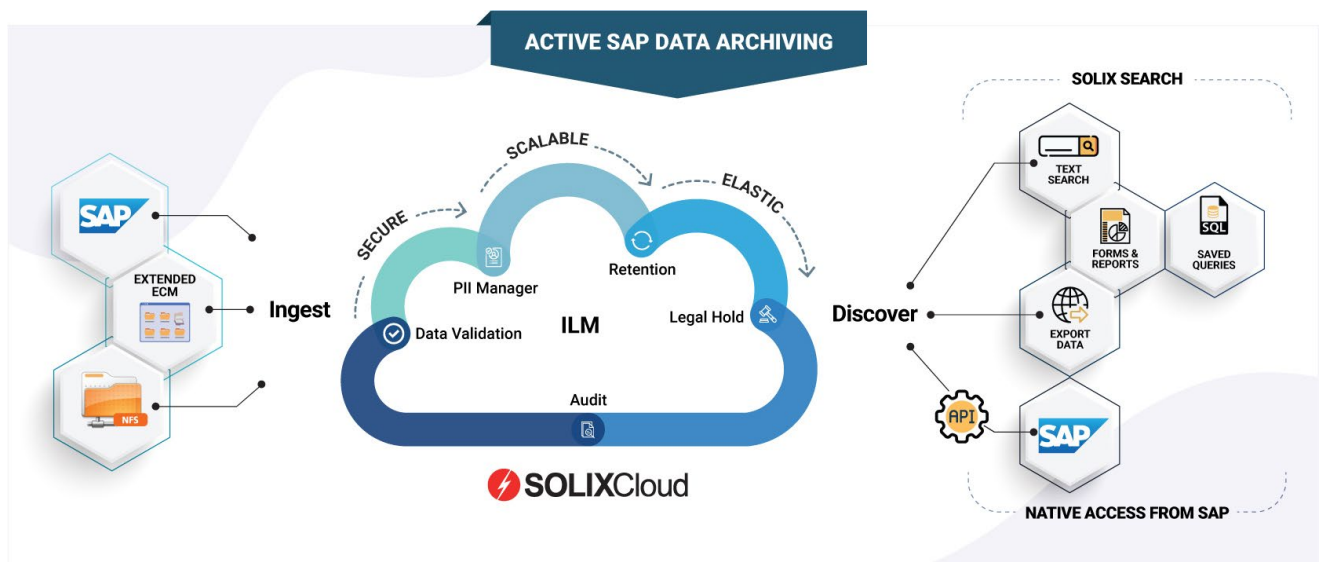 ACTIVE SAP DATA ARCHIVING
SAP
EXTENDED
ECM
NFS
Ingest
SECURE
SCALABLE
ELASTIC
PII Manager
Retention
Data Validation
ILM
Legal Hold
Audit
SOLIXCloud
Discover
SOLIX SEARCH
TEXT
SEARCH
FORMS &
REPORTS
SQL
SAVED
QUERIES
EXPORT
DATA
API
SAP
NATIVE ACCESS FROM SAP